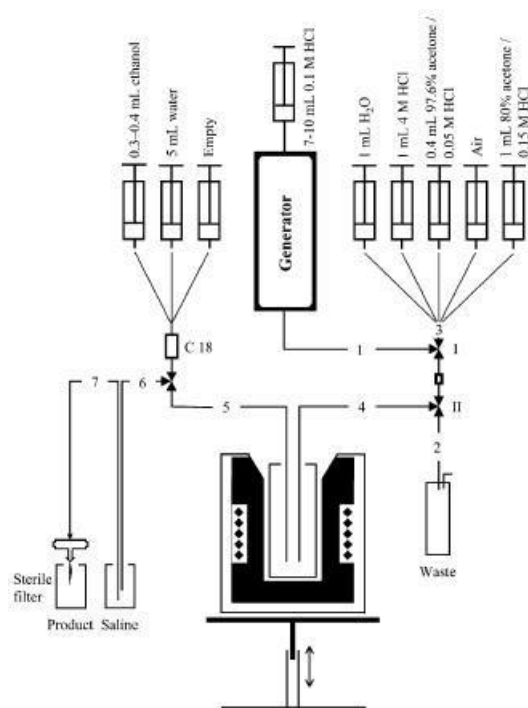 0.3–0.4 mL ethanol
5 mL water
Empty
7-10 mL 0.1 M HCl
1 mL H₂O
1 mL 4 M HCl
0.4 mL 97.6% acetone /
0.05 M HCl
Air
1 mL 80% acetone /
0.15 M HCl
Generator
3
C 18
1
I
7
6
5
4
II
2
Waste
Sterile
filter
Product
Saline